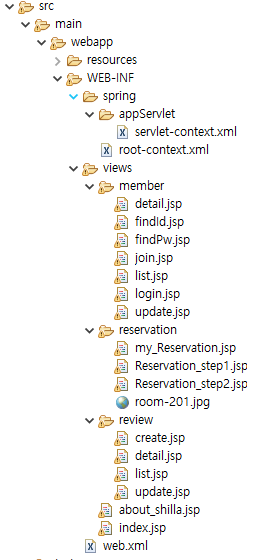 src
main
webapp
resources
WEB-INF
spring
appServlet
servlet-context.xml
root-context.xml
views
member
detail.jsp
findId.jsp
findPw.jsp
join.jsp
list.jsp
login.jsp
update.jsp
reservation
my_Reservation.jsp
Reservation_step1.jsp
Reservation_step2.jsp
room-201.jpg
review
create.jsp
detail.jsp
list.jsp
update.jsp
about_shilla.jsp
index.jsp
web.xml